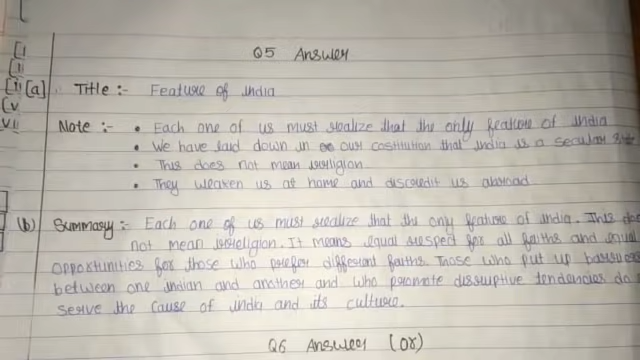 Q5 Answer
[a] Title :- Feature of india
Note :- • Each one of us must realize that the only feature of india
• We have laid down in our costitution that india is a secular
• This does not mean
• They weaken us at home and discredit us abroad
(b) Summary :- Each one of us must realize that the only feature of india. This
not mean irreligion. It means equal respect for all faiths and equal
opportunities for those who prefer different faiths. Those who put up
between one indian and another and who promote disruptive tendencies do
serve the cause of india and its culture.
Q6 Answer (or)